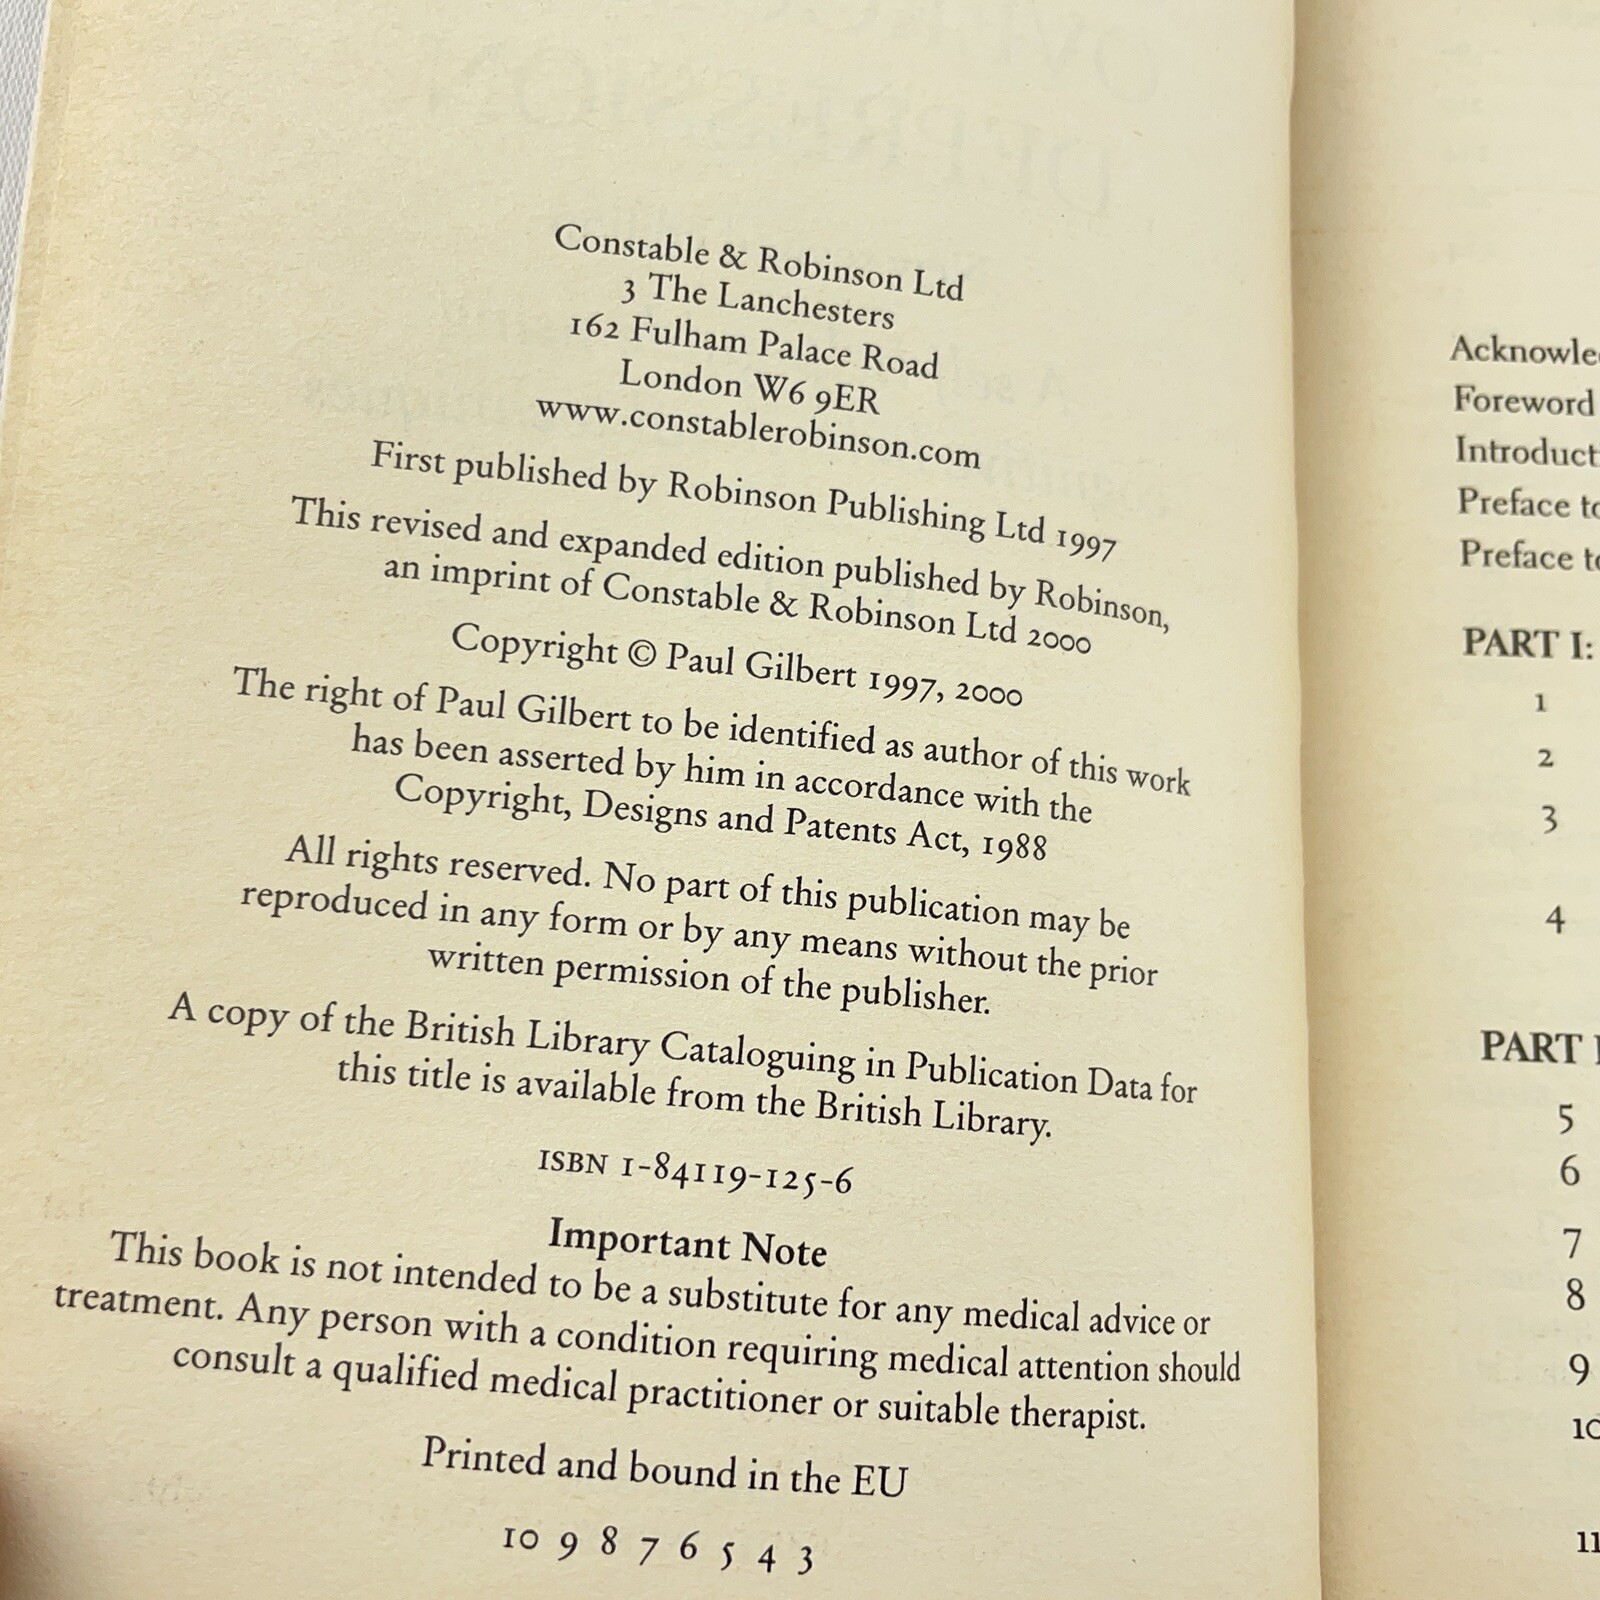 Constable & Robinson Ltd
3 The Lanchesters
162 Fulham Palace Road
London W6 9ER
www.constablerobinson.com
First published by Robinson Publishing Ltd 1997
This revised and expanded edition published by Robinson,
an imprint of Constable & Robinson Ltd 2000
Copyright © Paul Gilbert 1997, 2000
The right of Paul Gilbert to be identified as author of this work
has been asserted by him in accordance with the
Copyright, Designs and Patents Act, 1988
All rights reserved. No part of this publication may be
reproduced in any form or by any means without the prior
written permission of the publisher.
A copy of the British Library Cataloguing in Publication Data for
this title is available from the British Library.
ISBN 1-84119-125-6
Important Note
This book is not intended to be a substitute for any medical advice or
treatment. Any person with a condition requiring medical attention should
consult a qualified medical practitioner or suitable therapist.
Printed and bound in the EU
10 9 8 7 6 5 4 3
Foreword
Preface
Preface
PART I:
1
2
3
4
PART
5
6
7
8
9
10
11